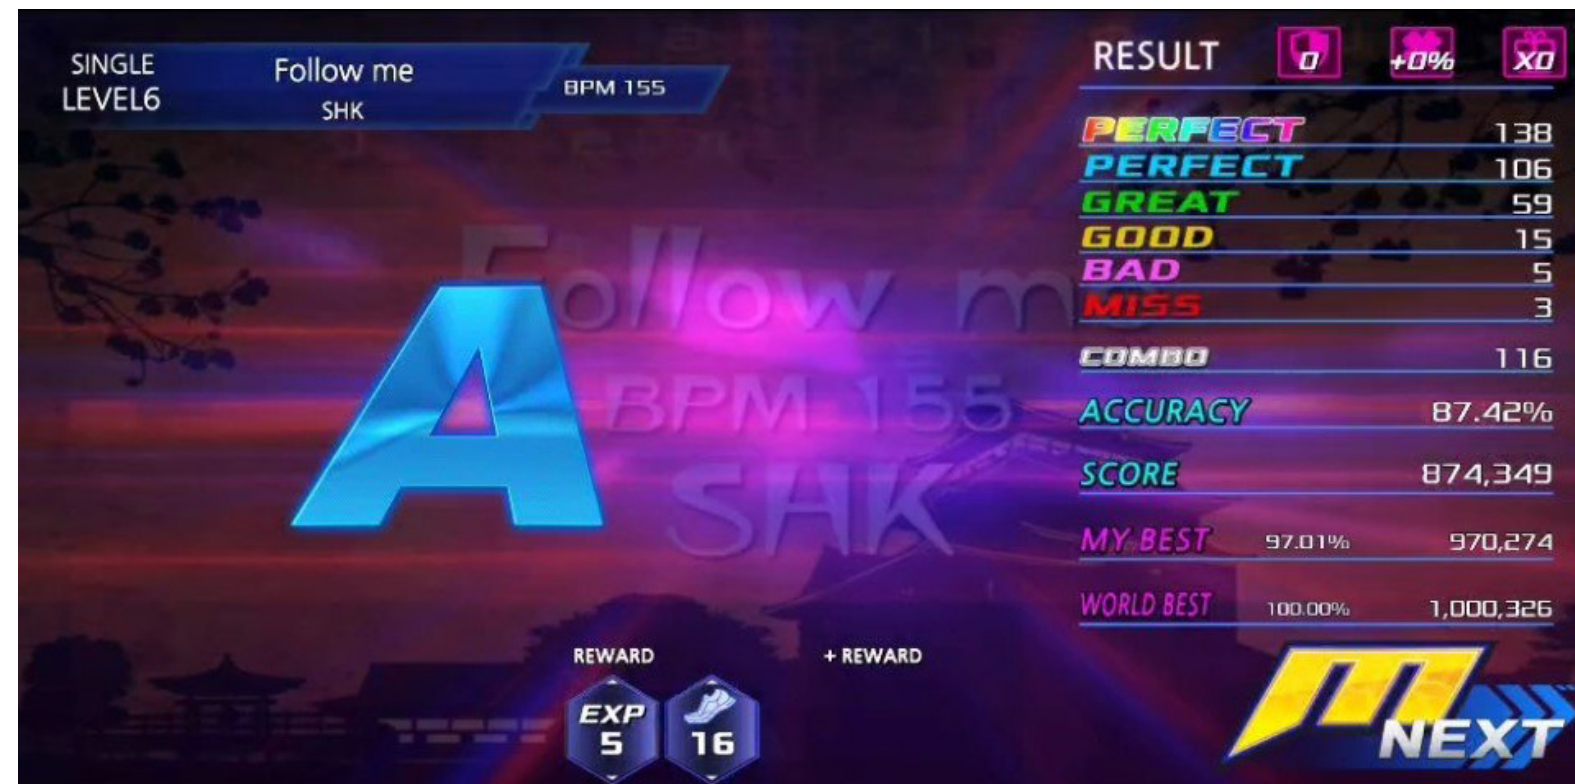 SINGLE
LEVEL6
Follow me
SHK
BPM 155
RESULT
0
+0%
X0
PERFECT 138
PERFECT 106
GREAT 59
GOOD 15
BAD 5
MISS 3
COMBO 116
ACCURACY 87.42%
SCORE 874,349
MY BEST 97.01% 970,274
WORLD BEST 100.00% 1,000,326
Follow me
BPM 155
SHK
A
REWARD
+ REWARD
EXP
5
16
M
NEXT